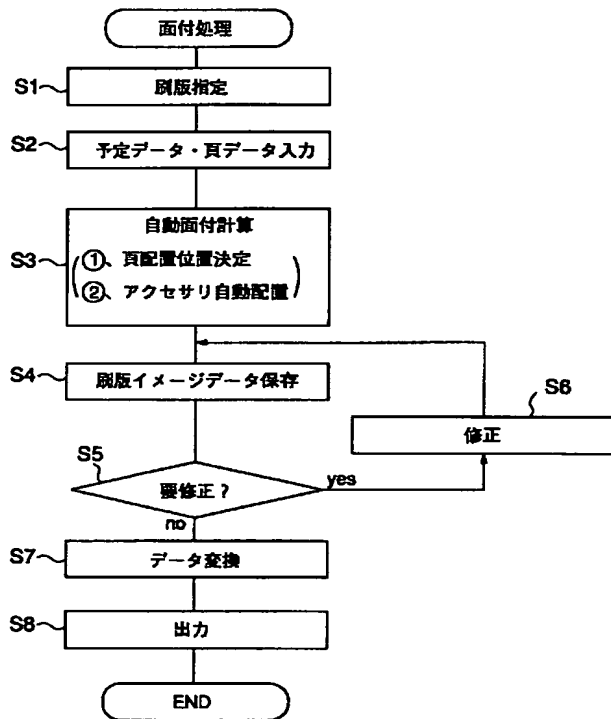 面付処理
S1
刷版指定
S2
予定データ・頁データ入力
自動面付計算
S3
①、頁配置位置決定
②、アクセサリ自動配置
S4
刷版イメージデータ保存
S6
修正
S5
要修正?
yes
no
S7
データ変換
S8
出力
END